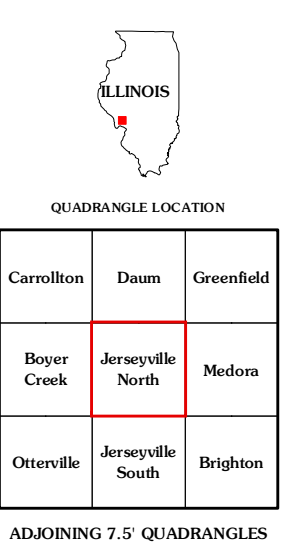 ILLINOIS
QUADRANGLE LOCATION
Carrollton
Daum
Greenfield
Boyer
Creek
Jerseyville
North
Medora
Otterville
Jerseyville
South
Brighton
ADJOINING 7.5' QUADRANGLES